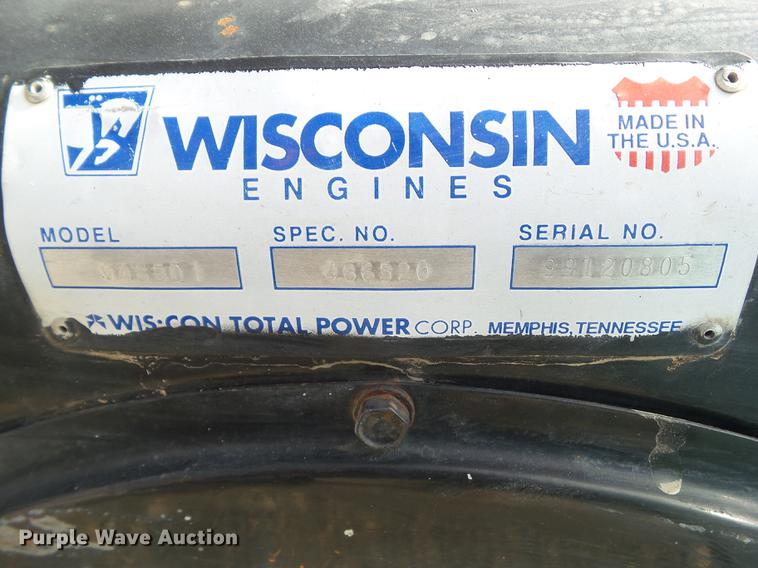 WISCONSIN
ENGINES
MADE IN
THE U.S.A.
MODEL SPEC. NO. SERIAL NO.
99120805
WIS·CON TOTAL POWER CORP. MEMPHIS, TENNESSEE
Purple Wave Auction